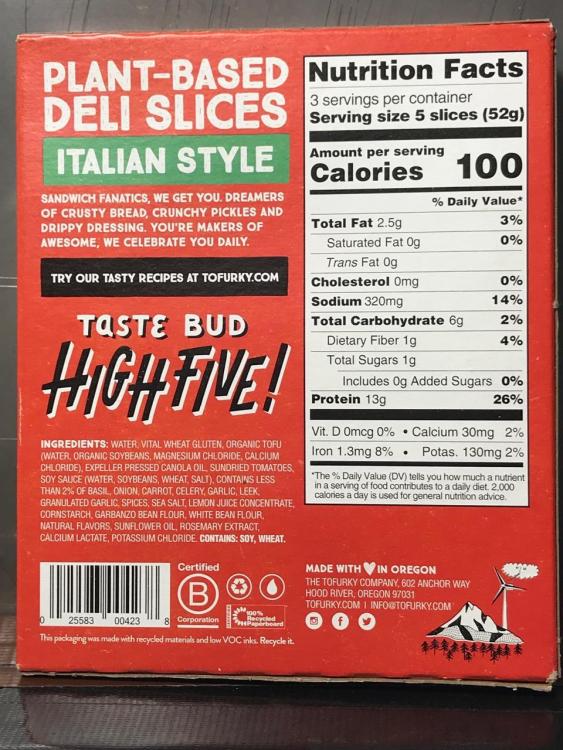 PLANT-BASED
DELI SLICES
ITALIAN STYLE
SANDWICH FANATICS, WE GET YOU. DREAMERS
OF CRUSTY BREAD, CRUNCHY PICKLES AND
DRIPPY DRESSING. YOU'RE MAKERS OF
AWESOME, WE CELEBRATE YOU DAILY.
TRY OUR TASTY RECIPES AT TOFURKY.COM
TASTE BUD
HIGH FIVE!
INGREDIENTS: WATER, VITAL WHEAT GLUTEN, ORGANIC TOFU
(WATER, ORGANIC SOYBEANS, MAGNESIUM CHLORIDE, CALCIUM
CHLORIDE), EXPELLER PRESSED CANOLA OIL, SUNDRIED TOMATOES,
SOY SAUCE (WATER, SOYBEANS, WHEAT, SALT), CONTAINS LESS
THAN 2% OF BASIL, ONION, CARROT, CELERY, GARLIC, LEEK,
GRANULATED GARLIC, SPICES, SEA SALT, LEMON JUICE CONCENTRATE,
CORNSTARCH, GARBANZO BEAN FLOUR, WHITE BEAN FLOUR,
NATURAL FLAVORS, SUNFLOWER OIL, ROSEMARY EXTRACT,
CALCIUM LACTATE, POTASSIUM CHLORIDE. CONTAINS: SOY, WHEAT.
Nutrition Facts
3 servings per container
Serving size 5 slices (52g)
Amount per serving
Calories 100
% Daily Value*
Total Fat 2.5g 3%
Saturated Fat 0g 0%
Trans Fat 0g
Cholesterol 0mg 0%
Sodium 320mg 14%
Total Carbohydrate 6g 2%
Dietary Fiber 1g 4%
Total Sugars 1g
Includes 0g Added Sugars 0%
Protein 13g 26%
Vit. D 0mcg 0% • Calcium 30mg 2%
Iron 1.3mg 8% • Potas. 130mg 2%
*The % Daily Value (DV) tells you how much a nutrient
in a serving of food contributes to a daily diet. 2,000
calories a day is used for general nutrition advice.
0 25583 00423 8
Certified
B
Corporation
100%
Recycled
Paperboard
This packaging was made with recycled materials and low VOC inks. Recycle it.
MADE WITH ♥ IN OREGON
THE TOFURKY COMPANY, 602 ANCHOR WAY
HOOD RIVER, OREGON 97031
TOFURKY.COM | INFO@TOFURKY.COM